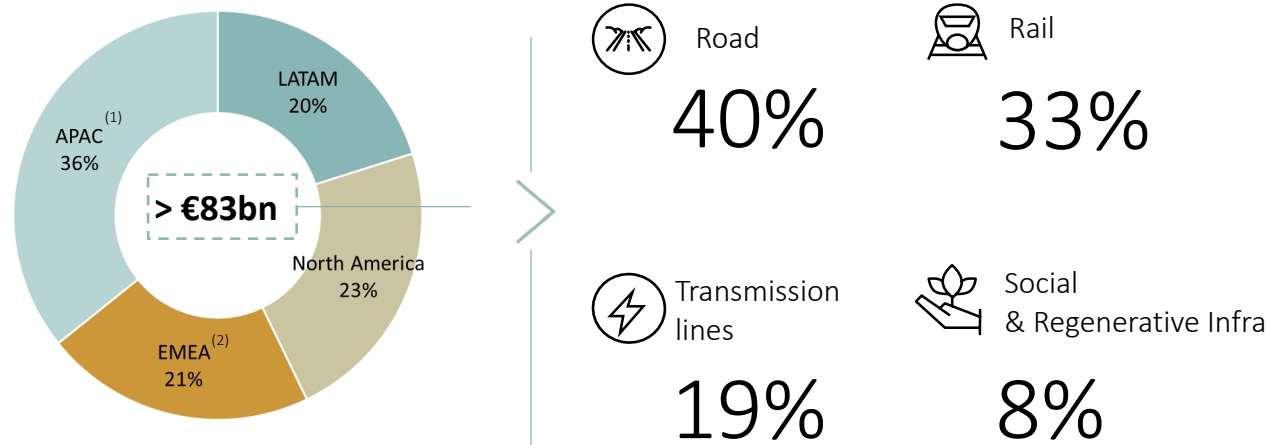 LATAM
20%
APAC (1)
36%
> €83bn
North America
23%
EMEA (2)
21%
Road
40%
Rail
33%
Transmission
lines
19%
Social
& Regenerative Infra
8%